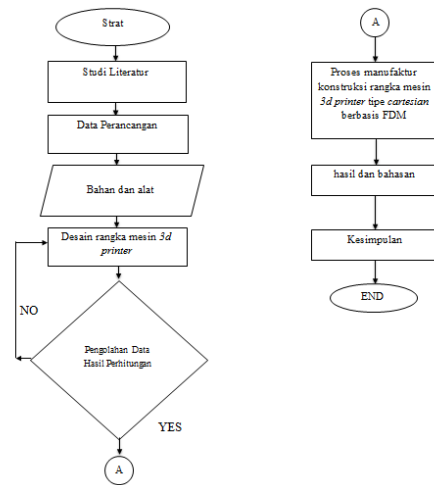 Strat
Studi Literatur
Data Perancangan
Bahan dan alat
Desain rangka mesin 3d
printer
NO
Pengolahan Data
Hasil Perhitungan
YES
A
A
Proses manufaktur
konstruksi rangka mesin
3d printer tipe cartesian
berbasis FDM
hasil dan bahasan
Kesimpulan
END